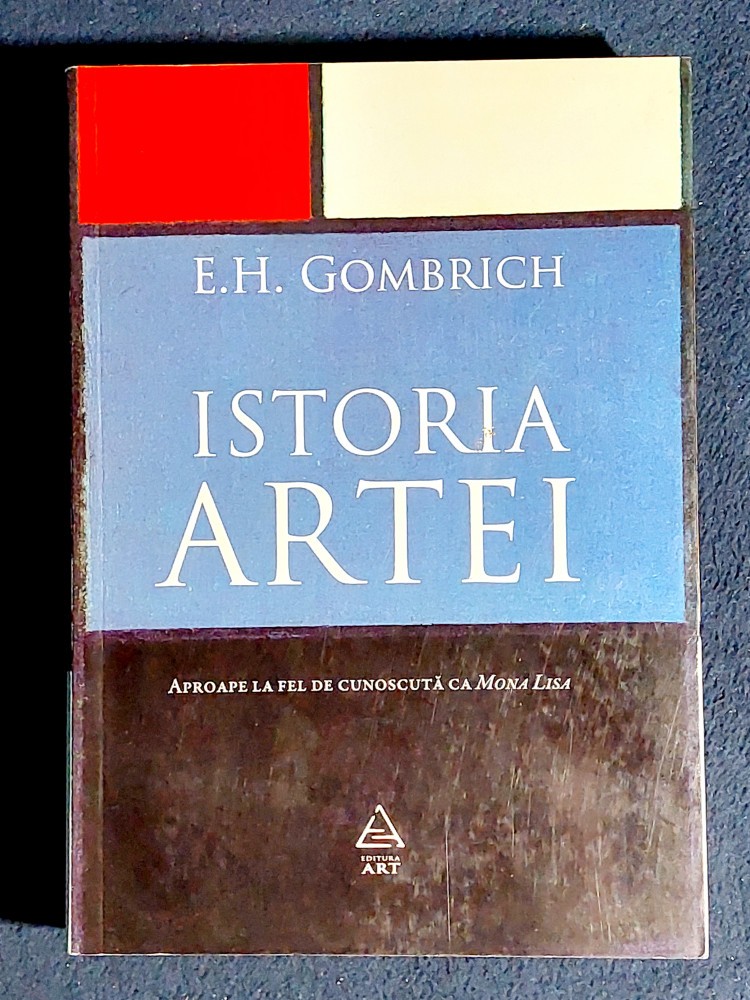 E.H. GOMBRICH
ISTORIA
ARTEI
APROAPE LA FEL DE CUNOSCUTĂ CA MONA LISA
EDITURA
ART